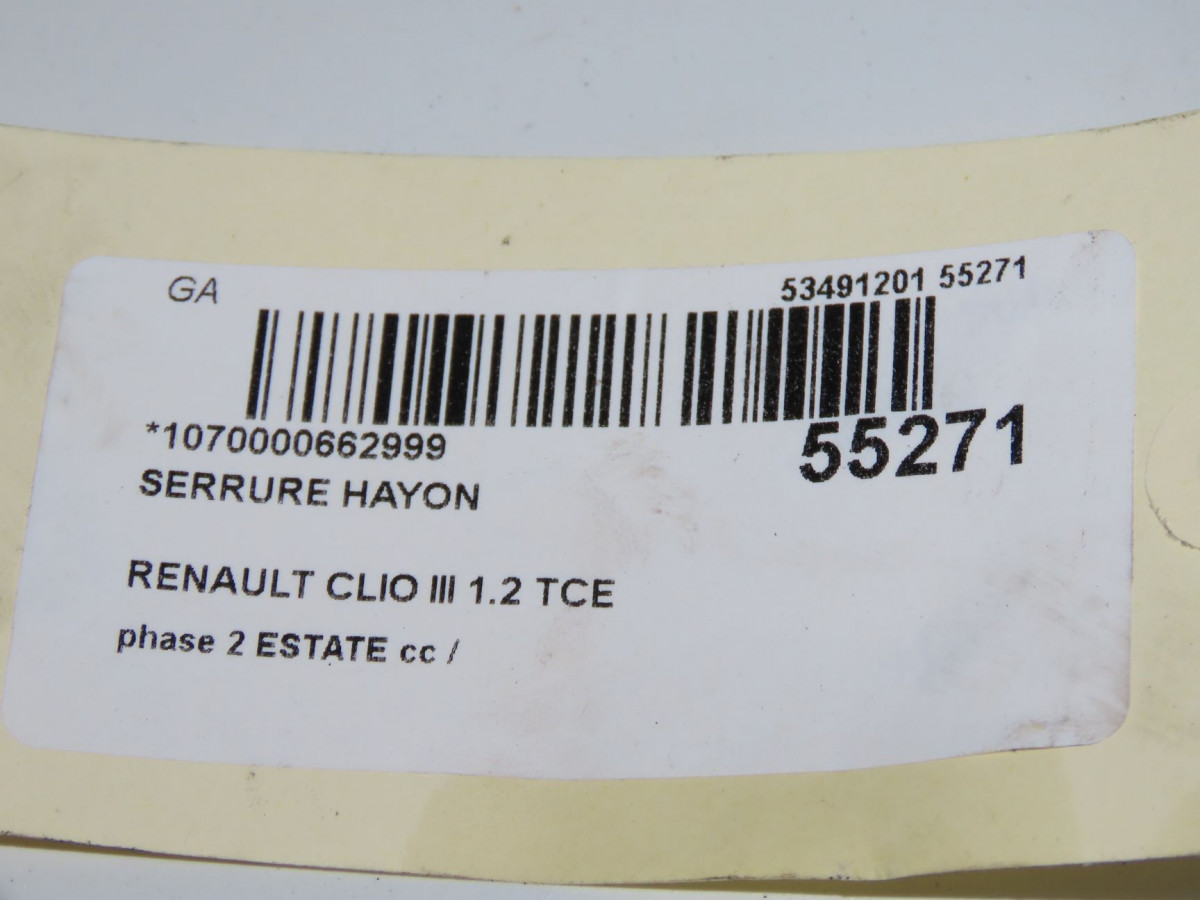 GA
53491201 55271
*1070000662999
55271
SERRURE HAYON
RENAULT CLIO III 1.2 TCE
phase 2 ESTATE cc /